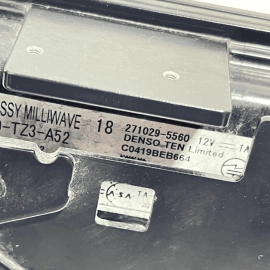 SSY MILLIWAVE
-TZ3-A52
18 271029-5560 12V 1A
DENSO TEN Limited
C0419BEB664